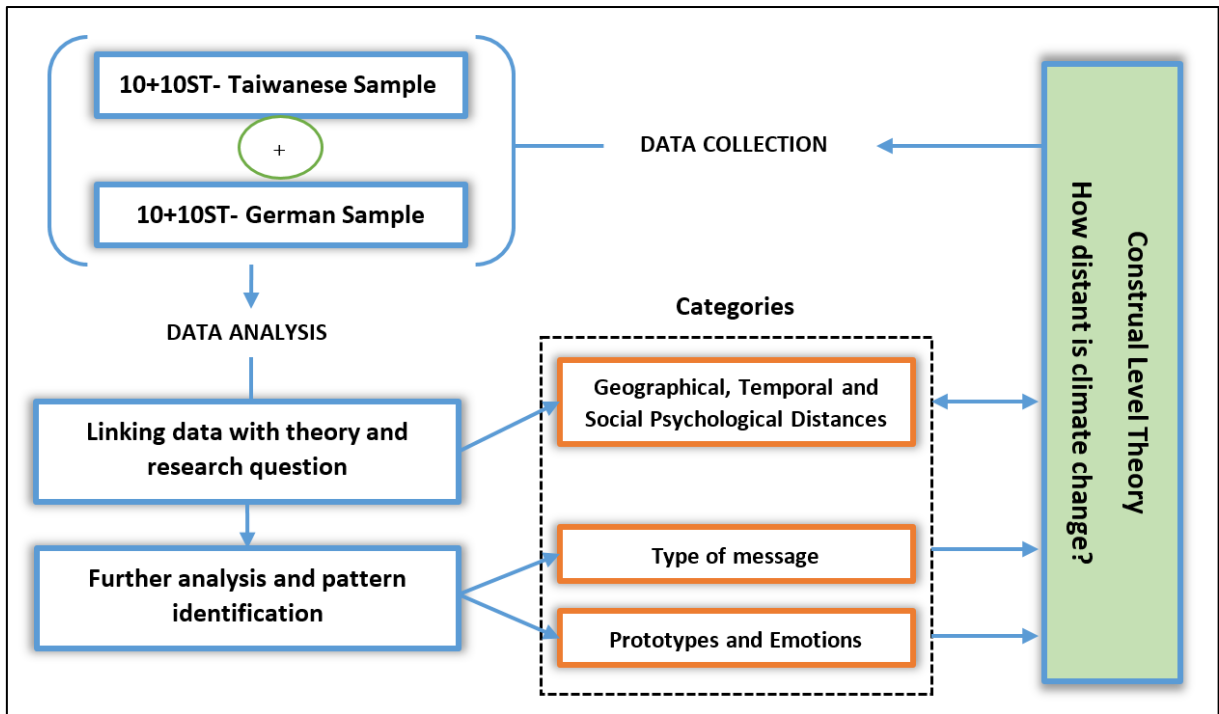 10+10ST- Taiwanese Sample
+
10+10ST- German Sample
DATA COLLECTION
DATA ANALYSIS
Linking data with theory and
research question
Further analysis and pattern
identification
Categories
Geographical, Temporal and
Social Psychological Distances
Type of message
Prototypes and Emotions
Construal Level Theory
How distant is climate change?